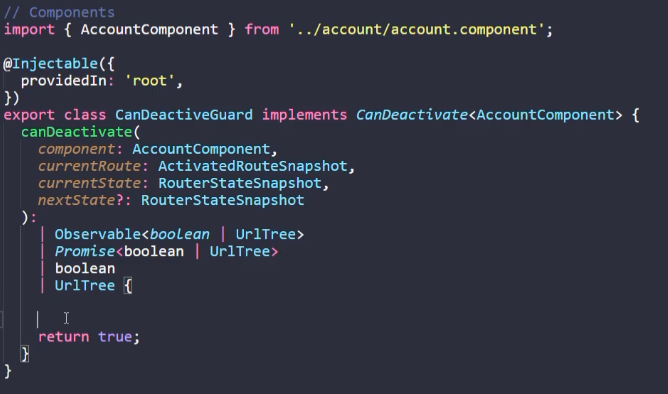 // Components
import { AccountComponent } from '../account/account.component';
@Injectable({
  providedIn: 'root',
})
export class CanDeactiveGuard implements CanDeactivate<AccountComponent> {
  canDeactivate(
    component: AccountComponent,
    currentRoute: ActivatedRouteSnapshot,
    currentState: RouterStateSnapshot,
    nextState?: RouterStateSnapshot
  ):
    | Observable<boolean | UrlTree>
    | Promise<boolean | UrlTree>
    | boolean
    | UrlTree {
    return true;
  }
}